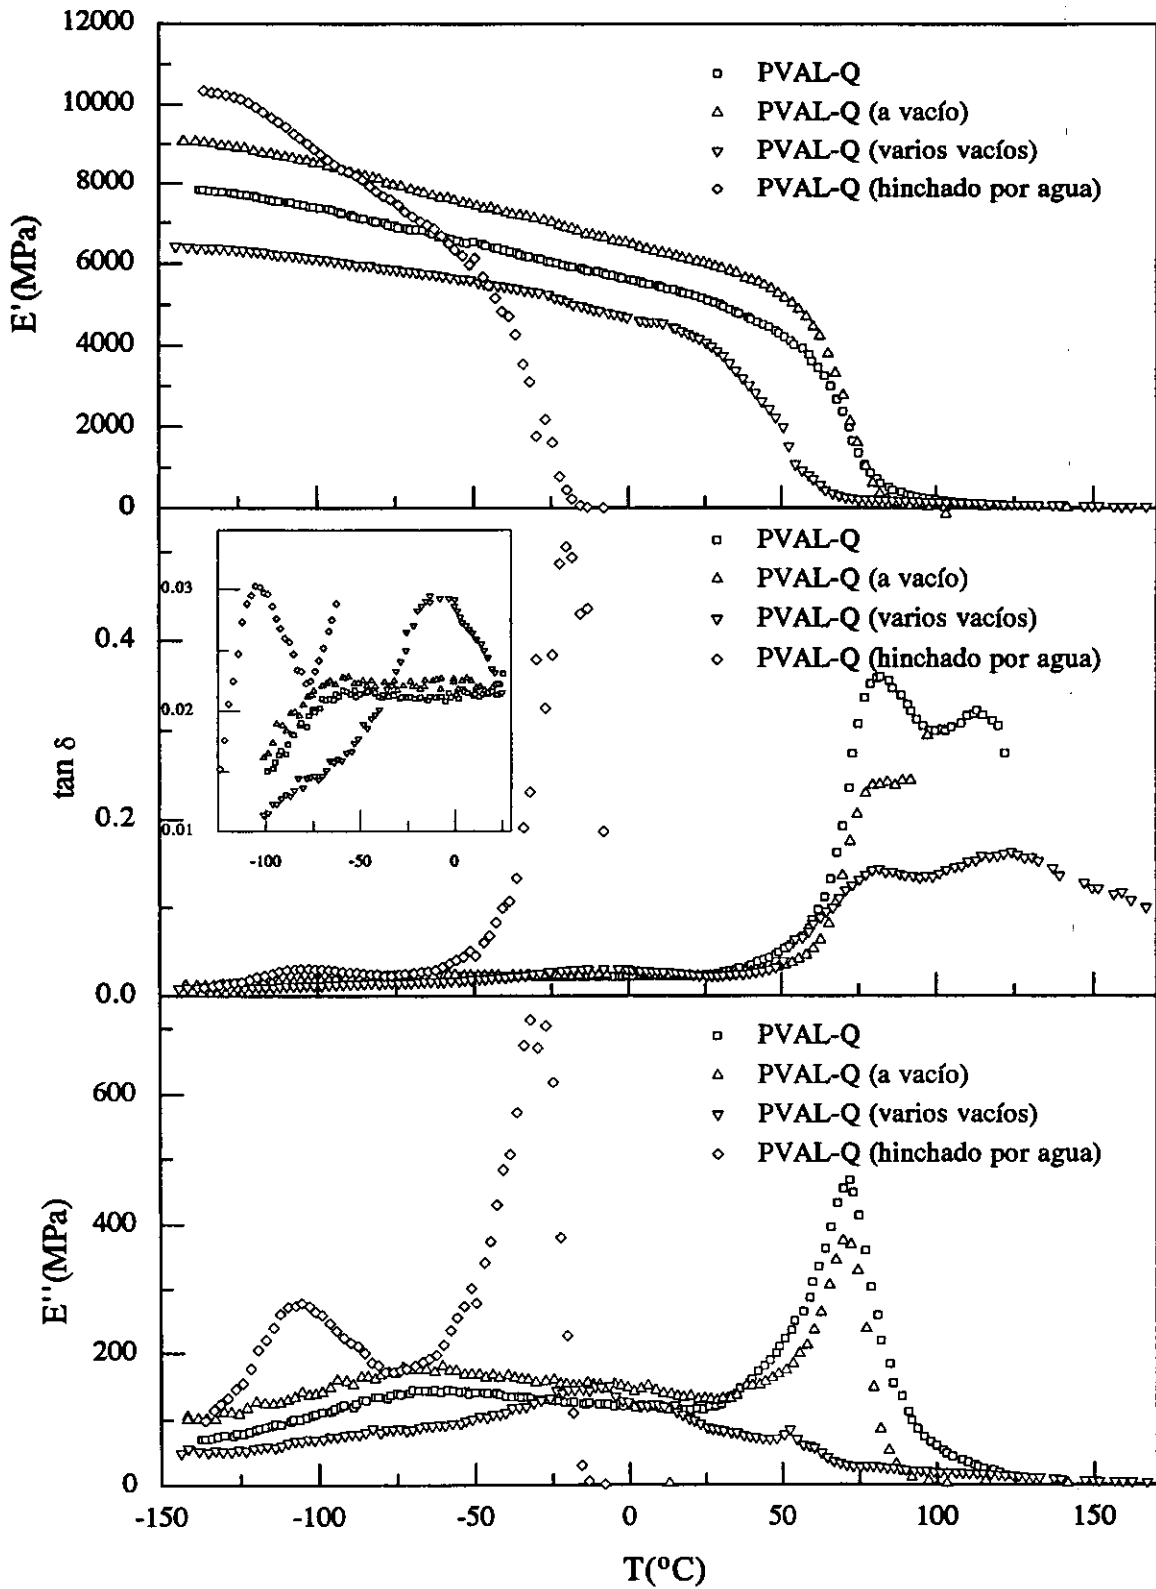 12000
10000
8000
6000
4000
2000
0
E'(MPa)
PVAL-Q
PVAL-Q (a vacío)
PVAL-Q (varios vacíos)
PVAL-Q (hinchado por agua)
0.4
0.2
0.0
tan δ
PVAL-Q
PVAL-Q (a vacío)
PVAL-Q (varios vacíos)
PVAL-Q (hinchado por agua)
0.03
0.02
0.01
-100 -50 0
600
400
200
0
E''(MPa)
PVAL-Q
PVAL-Q (a vacío)
PVAL-Q (varios vacíos)
PVAL-Q (hinchado por agua)
-150 -100 -50 0 50 100 150
T(ºC)